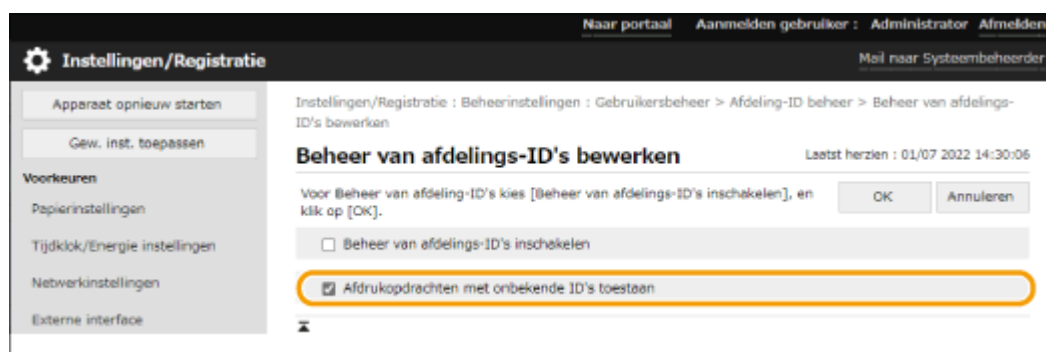 Naar portaal Aanmelden gebruiker : Administrator Afmelden
Instellingen/Registratie Mail naar Systeembeheerder
Apparaat opnieuw starten
Gew. inst. toepassen
Voorkeuren
Papierinstellingen
Tijdklok/Energie instellingen
Netwerkinstellingen
Externe interface
Instellingen/Registratie : Beheerinstellingen : Gebruikersbeheer > Afdeling-ID beheer > Beheer van afdelings-
ID's bewerken
Beheer van afdelings-ID's bewerken Laatst herzien : 01/07 2022 14:30:06
Voor Beheer van afdeling-ID's kies [Beheer van afdelings-ID's inschakelen], en
klik op [OK].
OK Annuleren
Beheer van afdelings-ID's inschakelen
Afdrukopdrachten met onbekende ID's toestaan